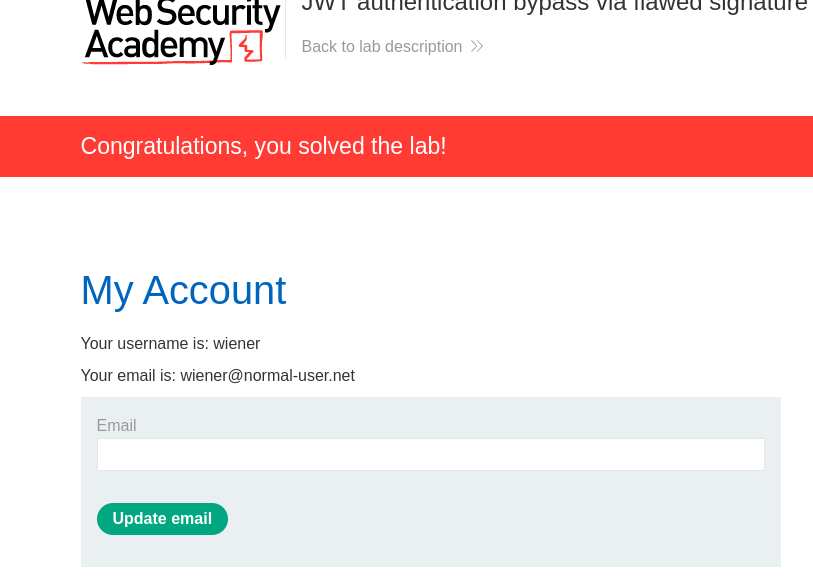 Web Security
Academy
JWT authentication bypass via flawed signature
Back to lab description
Congratulations, you solved the lab!
My Account
Your username is: wiener
Your email is: wiener@normal-user.net
Email
Update email